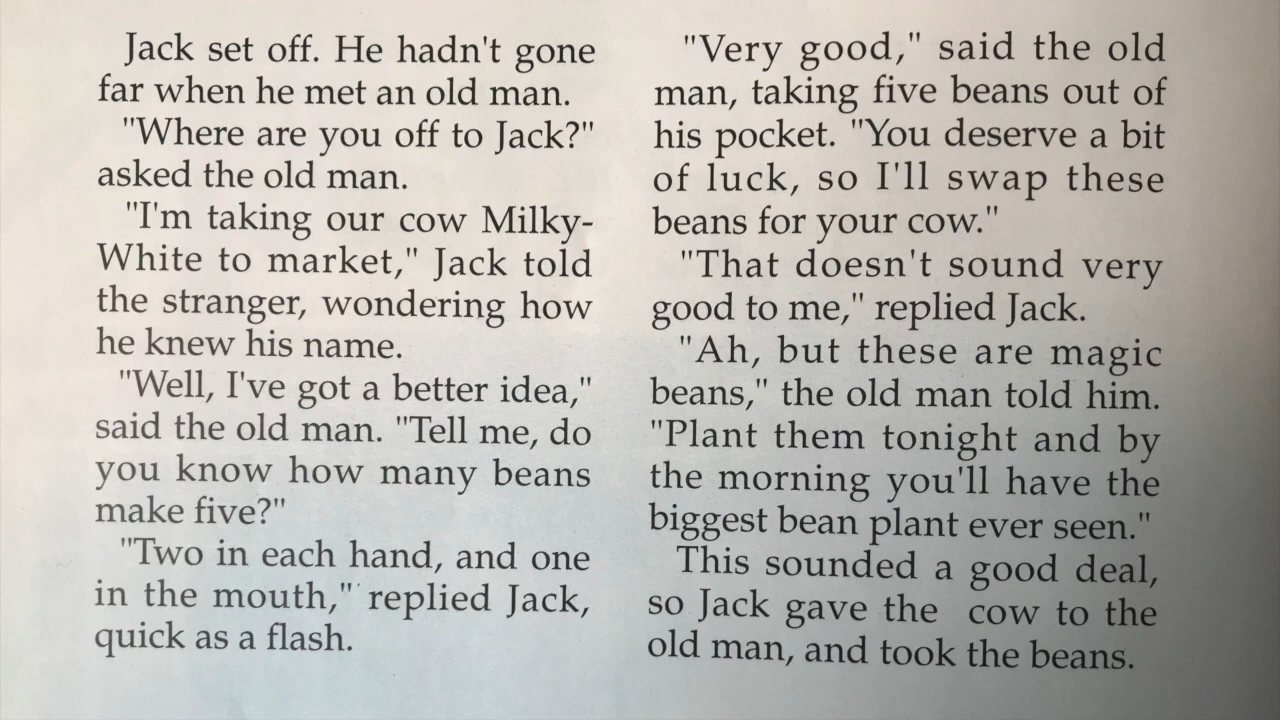 Jack set off. He hadn't gone
far when he met an old man.
"Where are you off to Jack?"
asked the old man.
"I'm taking our cow Milky-
White to market," Jack told
the stranger, wondering how
he knew his name.
"Well, I've got a better idea,"
said the old man. "Tell me, do
you know how many beans
make five?"
"Two in each hand, and one
in the mouth," replied Jack,
quick as a flash.
"Very good," said the old
man, taking five beans out of
his pocket. "You deserve a bit
of luck, so I'll swap these
beans for your cow."
"That doesn't sound very
good to me," replied Jack.
"Ah, but these are magic
beans," the old man told him.
"Plant them tonight and by
the morning you'll have the
biggest bean plant ever seen."
This sounded a good deal,
so Jack gave the cow to the
old man, and took the beans.